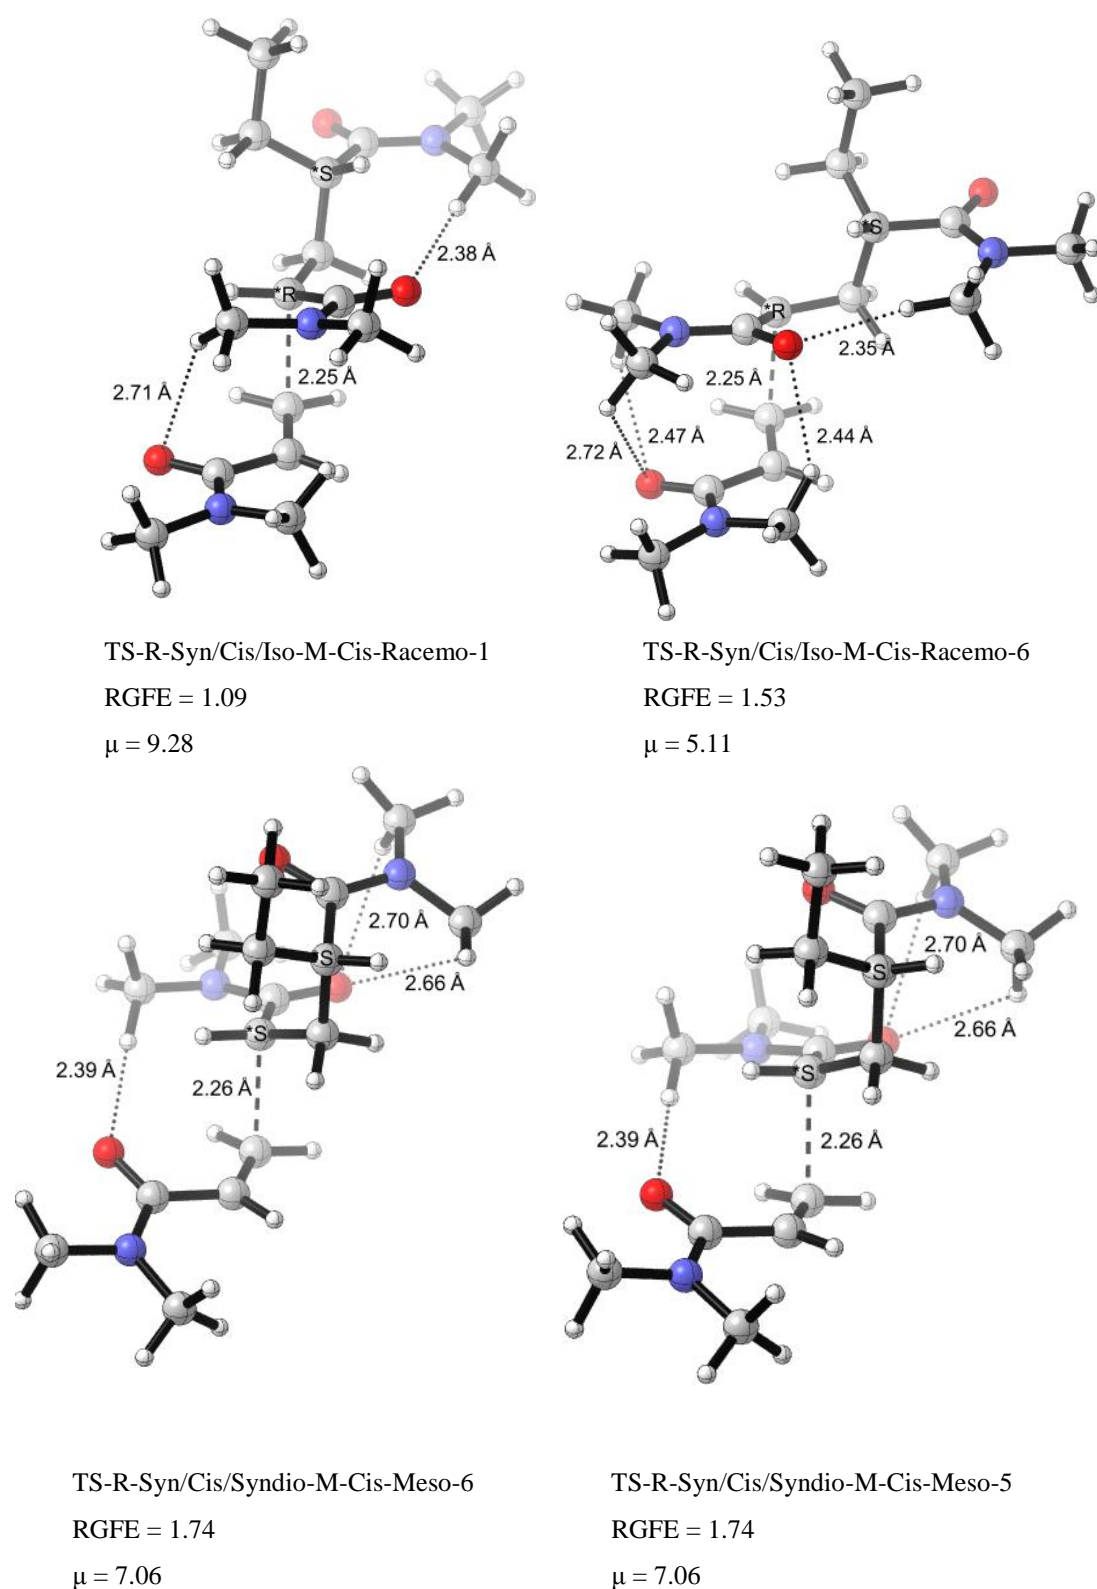 *S
2.38 Å
*R
2.71 Å
2.25 Å
*S
*R
2.35 Å
2.25 Å
2.72 Å
2.47 Å
2.44 Å
TS-R-Syn/Cis/Iso-M-Cis-Racemo-1
RGFE = 1.09
μ = 9.28
TS-R-Syn/Cis/Iso-M-Cis-Racemo-6
RGFE = 1.53
μ = 5.11
2.70 Å
*S
2.66 Å
*S
2.39 Å
2.26 Å
2.70 Å
*S
2.66 Å
*S
2.39 Å
2.26 Å
TS-R-Syn/Cis/Syndio-M-Cis-Meso-6
RGFE = 1.74
μ = 7.06
TS-R-Syn/Cis/Syndio-M-Cis-Meso-5
RGFE = 1.74
μ = 7.06